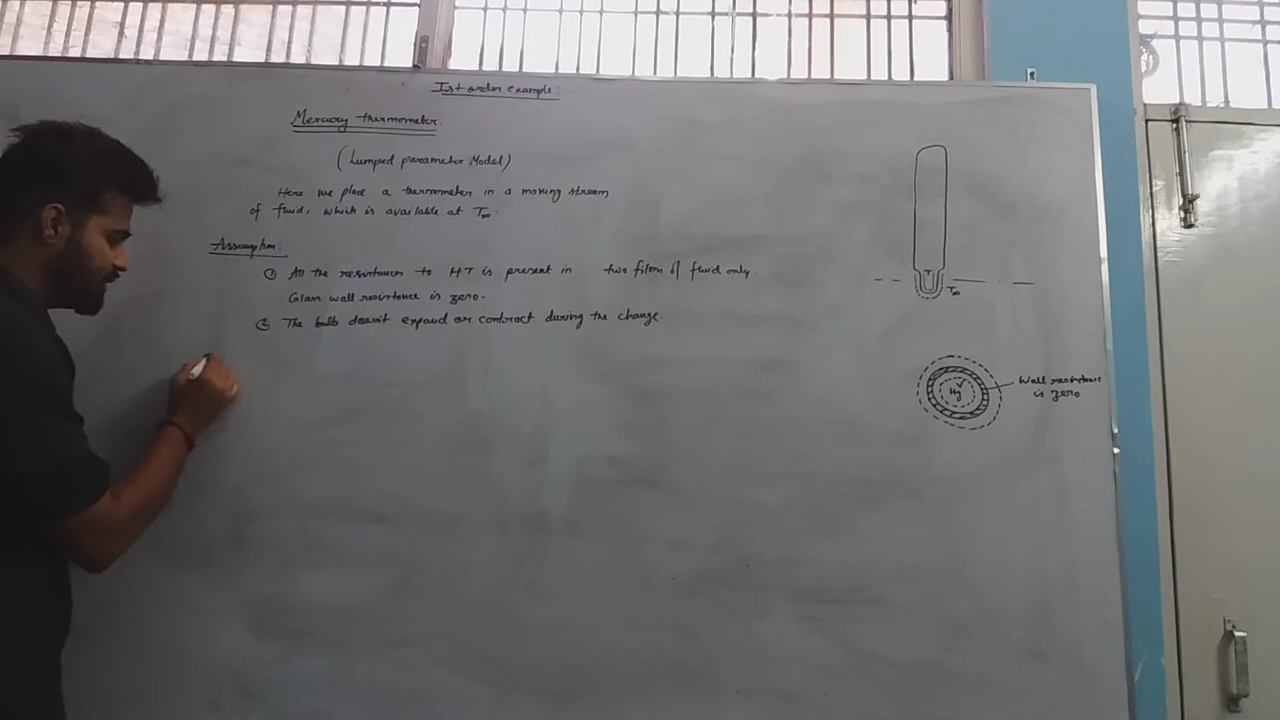 Ist order example:
Mercury thermometer.
(Lumped parameter Model)
Here we place a thermometer in a moving stream
of fluid, which is available at T∞.
Assumption:
① All the resistances to HT is present in two films of fluid only.
Glass wall resistance is zero.
② The bulb doesn't expand or contract during the change.
T
T∞
Hg
Wall resistance
is zero